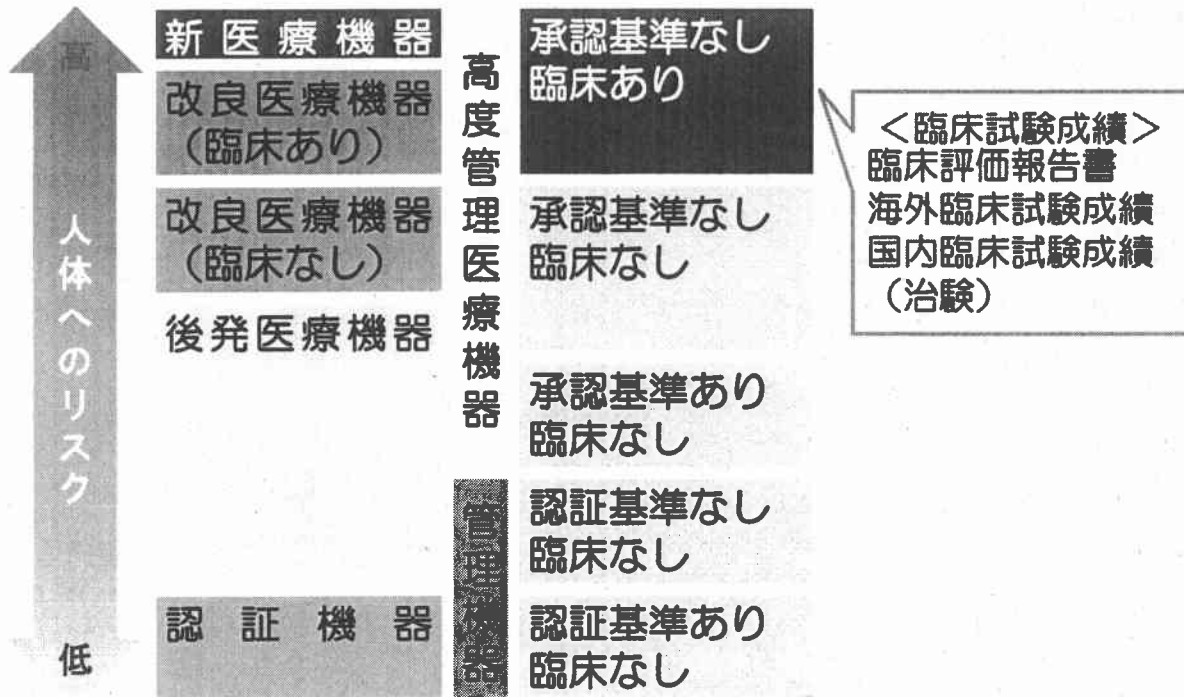 高
人体へのリスク
低
新医療機器
改良医療機器
(臨床あり)
改良医療機器
(臨床なし)
後発医療機器
認証機器
高度管理医療機器
管理機器
承認基準なし
臨床あり
承認基準なし
臨床なし
承認基準あり
臨床なし
認証基準なし
臨床なし
認証基準あり
臨床なし
<臨床試験成績>
臨床評価報告書
海外臨床試験成績
国内臨床試験成績
(治験)